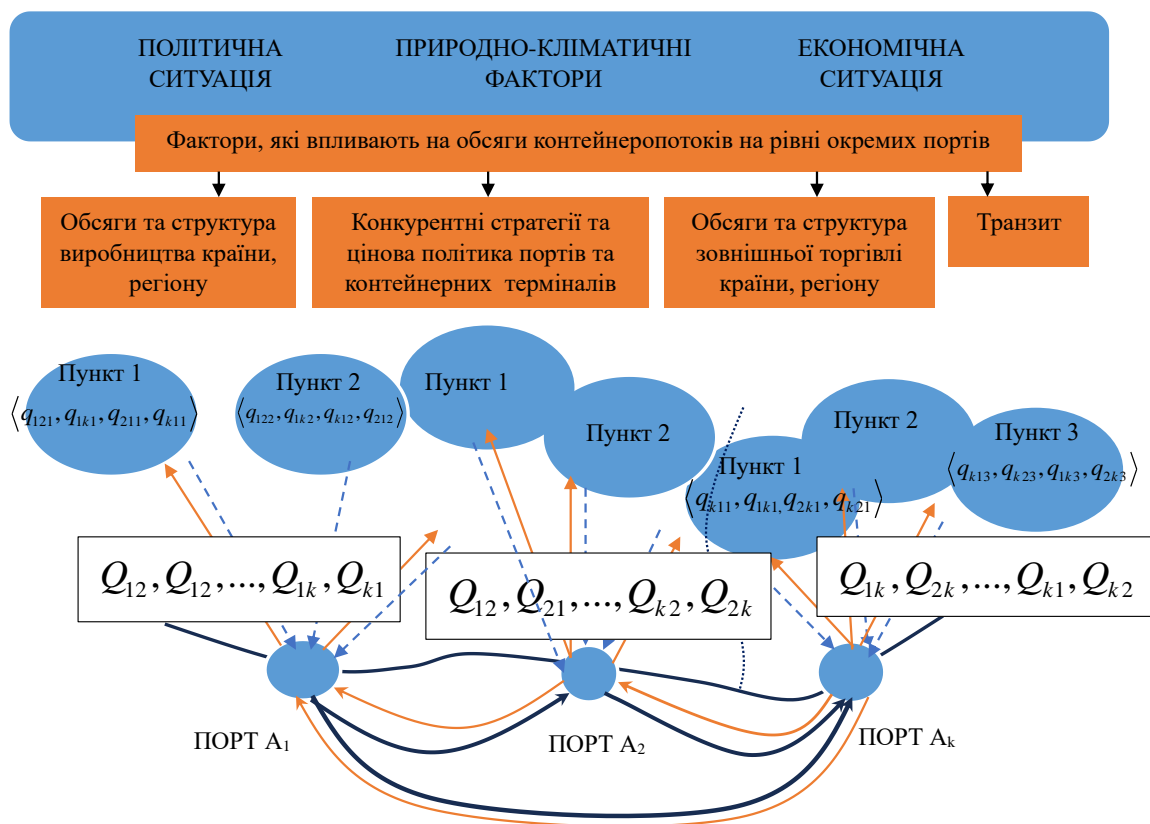 ПОЛІТИЧНА
СИТУАЦІЯ
ПРИРОДНО-КЛІМАТИЧНІ
ФАКТОРИ
ЕКОНОМІЧНА
СИТУАЦІЯ
Фактори, які впливають на обсяги контейнеропотоків на рівні окремих портів
Обсяги та структура
виробництва країни,
регіону
Конкурентні стратегії та
цінова політика портів та
контейнерних терміналів
Обсяги та структура
зовнішньої торгівлі
країни, регіону
Транзит
Пункт 1
⟨q₁₂₁, q₁ₖ₁, q₂₁₁, qₖ₁₁⟩
Пункт 2
⟨q₁₂₂, q₁ₖ₂, qₖ₁₂, q₂₁₂⟩
Пункт 1
Пункт 2
Пункт 1
⟨qₖ₁₁, q₁ₖ₁, q₂ₖ₁, qₖ₂₁⟩
Пункт 2
Пункт 3
⟨qₖ₁₃, qₖ₂₃, q₁ₖ₃, q₂ₖ₃⟩
Q₁₂, Q₁₂, ..., Q₁ₖ, Qₖ₁
Q₁₂, Q₂₁, ..., Qₖ₂, Q₂ₖ
Q₁ₖ, Q₂ₖ, ..., Qₖ₁, Qₖ₂
ПОРТ А₁
ПОРТ А₂
ПОРТ Аₖ